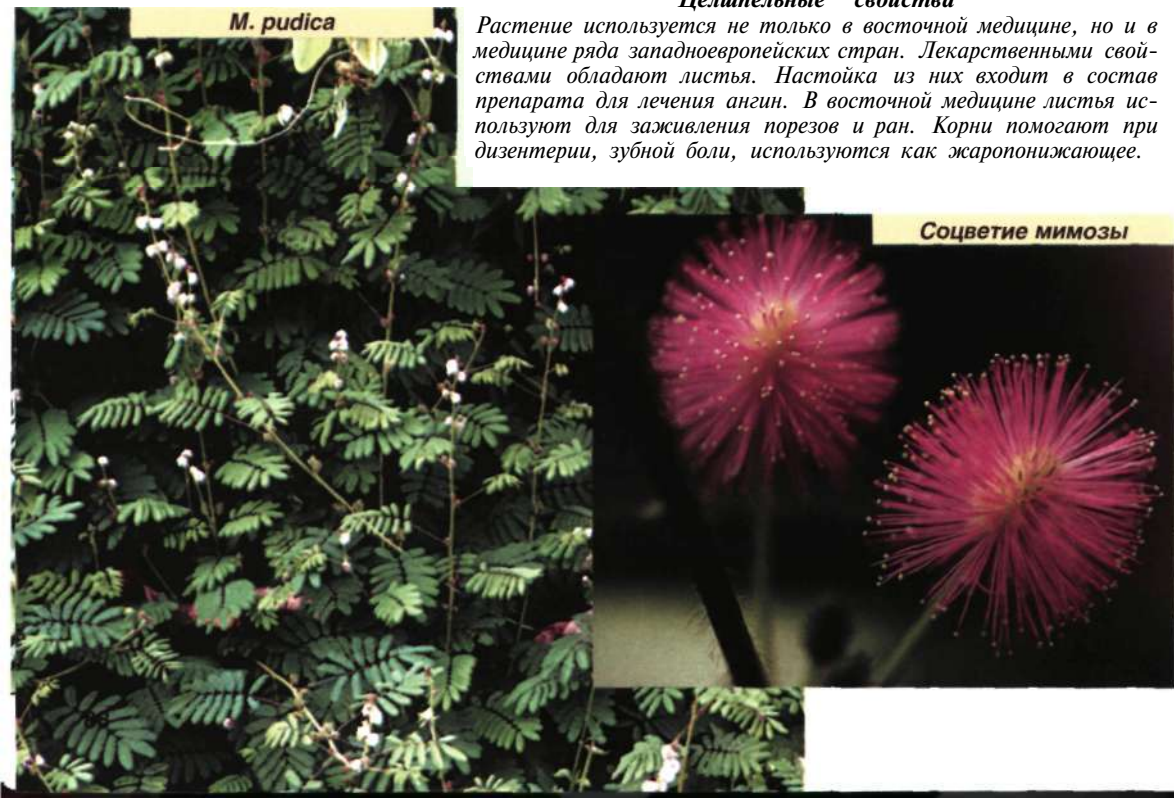 M. pudica
Целительные свойства
Растение используется не только в восточной медицине, но и в
медицине ряда западноевропейских стран. Лекарственными свой-
ствами обладают листья. Настойка из них входит в состав
препарата для лечения ангин. В восточной медицине листья ис-
пользуют для заживления порезов и ран. Корни помогают при
дизентерии, зубной боли, используются как жаропонижающее.
Соцветие мимозы